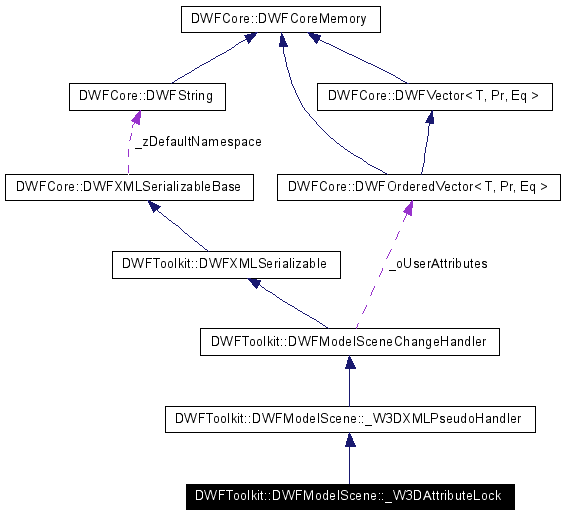 DWFCore::DWFCoreMemory
DWFCore::DWFString
DWFCore::DWFVector< T, Pr, Eq >
_zDefaultNamespace
DWFCore::DWFXMLSerializableBase
DWFCore::DWFOrderedVector< T, Pr, Eq >
DWFToolkit::DWFXMLSerializable
_oUserAttributes
DWFToolkit::DWFModelSceneChangeHandler
DWFToolkit::DWFModelScene::_W3DXMLPseudoHandler
DWFToolkit::DWFModelScene::_W3DAttributeLock